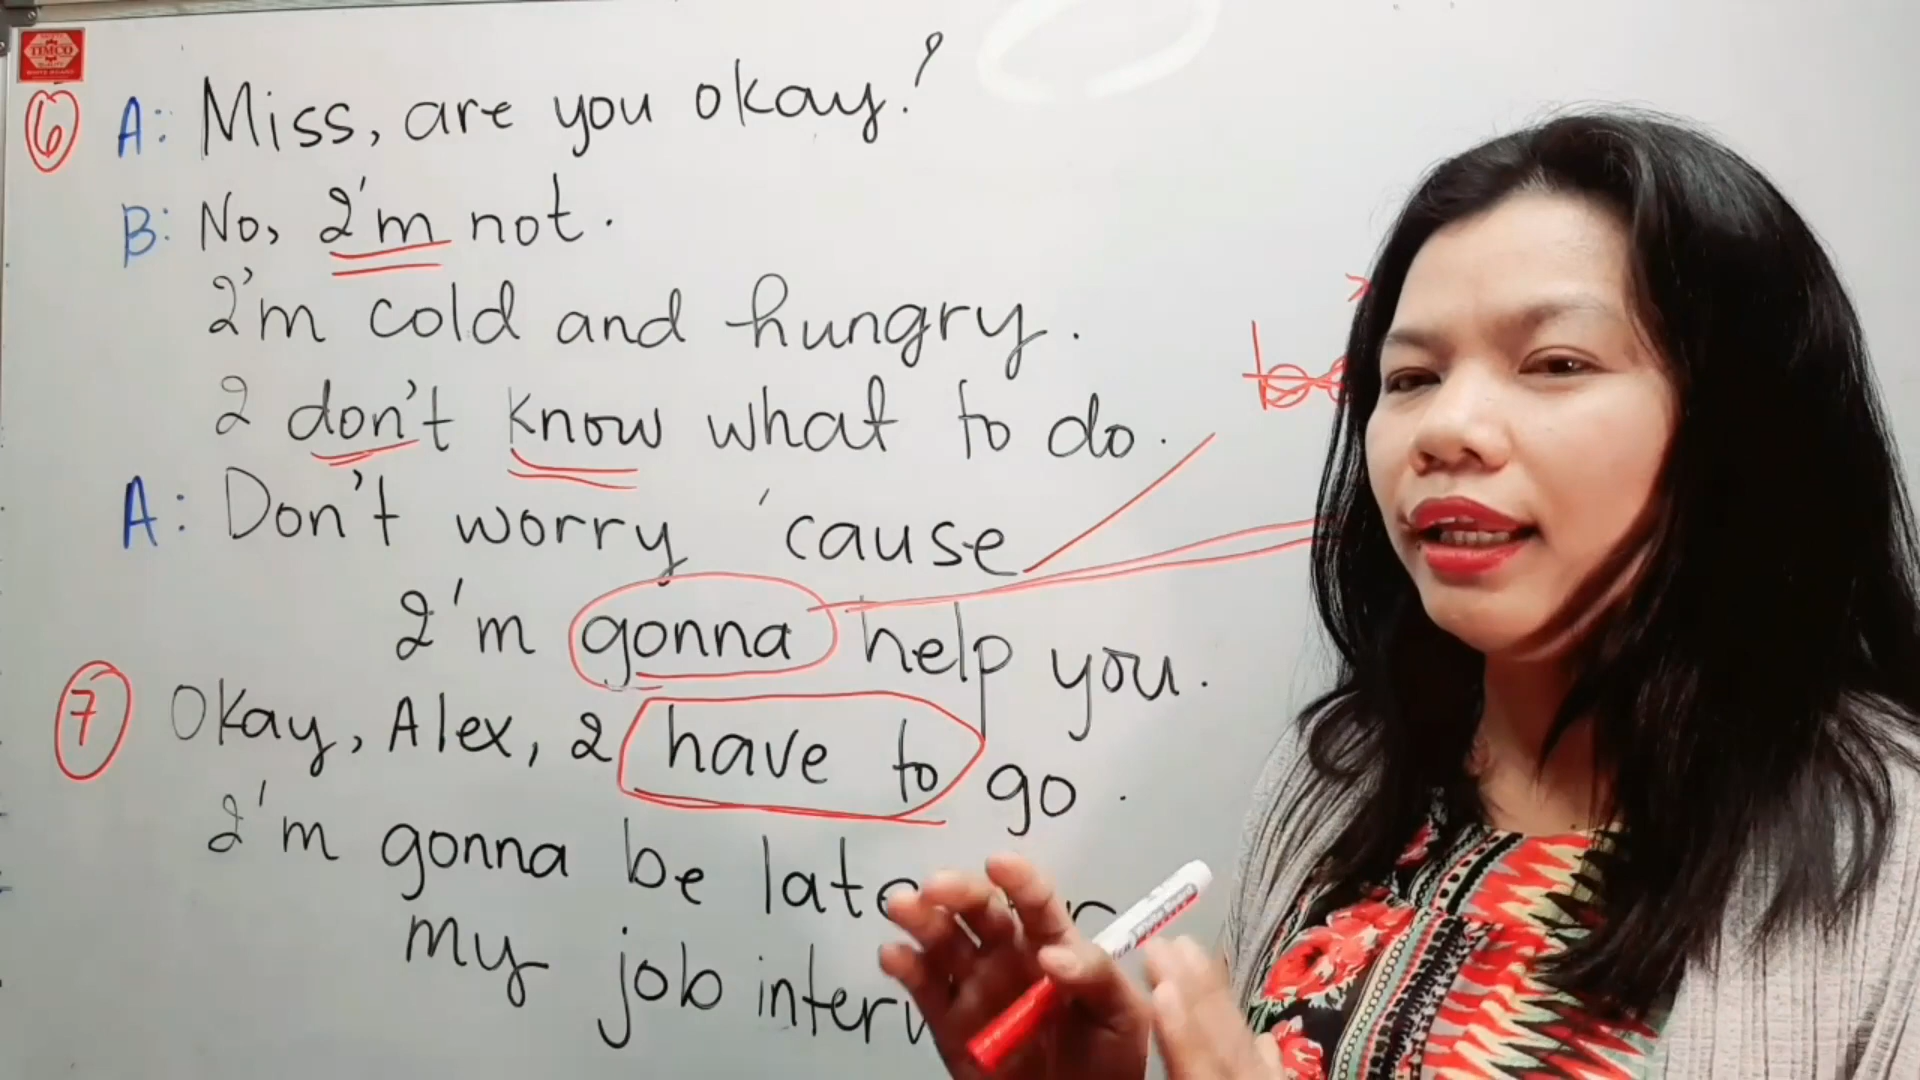 TIMCO
6 A: Miss, are you okay?
B: No, I'm not.
I'm cold and hungry.
I don't know what to do.
A: Don't worry 'cause
I'm gonna help you.
7 Okay, Alex, I have to go.
I'm gonna be late
my job